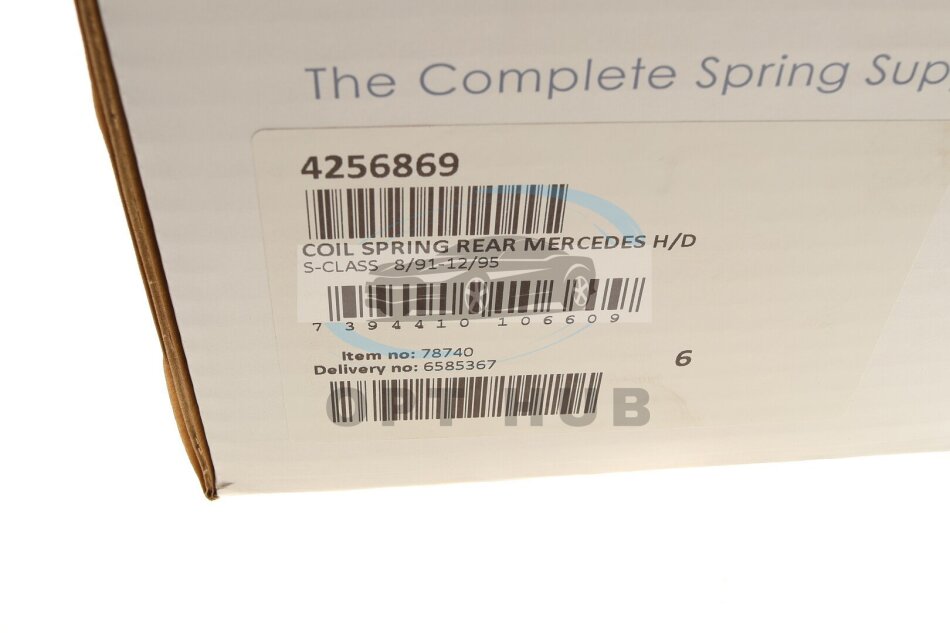 The Complete Spring Supp
4256869
COIL SPRING REAR MERCEDES H/D
S-CLASS 8/91-12/95
7 394410 106609
Item no: 78740
6
Delivery no: 6585367
OPT HUB